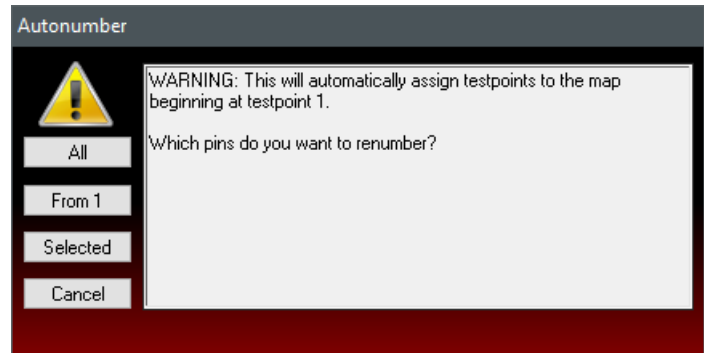 Autonumber
WARNING: This will automatically assign testpoints to the map
beginning at testpoint 1.
Which pins do you want to renumber?
All
From 1
Selected
Cancel